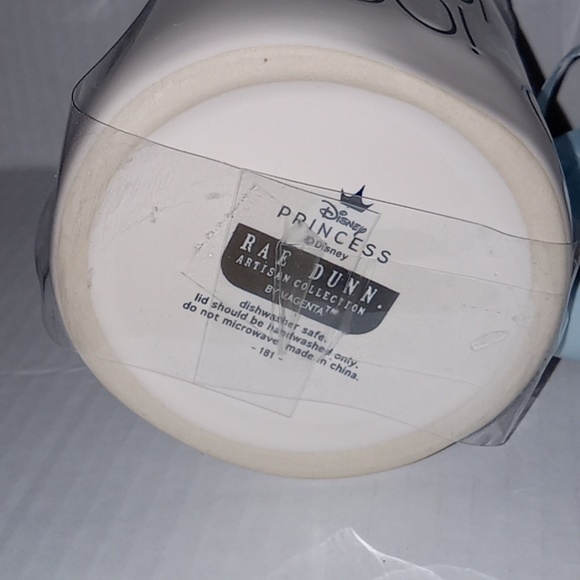 Disney
PRINCESS
©Disney
RAE DUNN.
ARTISAN COLLECTION
BY MAGENTA™
dishwasher safe.
lid should be handwashed only.
do not microwave. made in china.
- 181 -